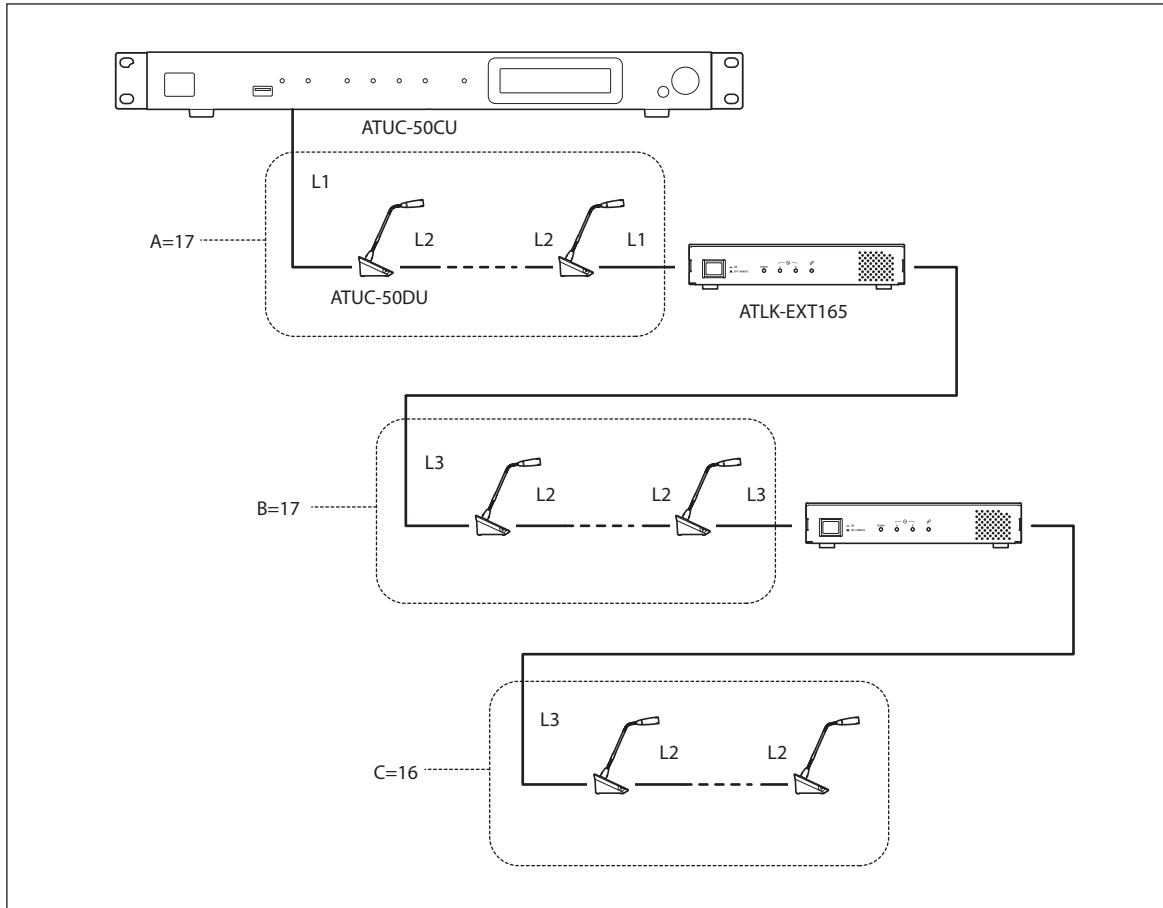 ATUC-50CU
L1
A=17
L2
L2
L1
ATUC-50DU
ATLK-EXT165
L3
B=17
L2
L2
L3
L3
C=16
L2
L2